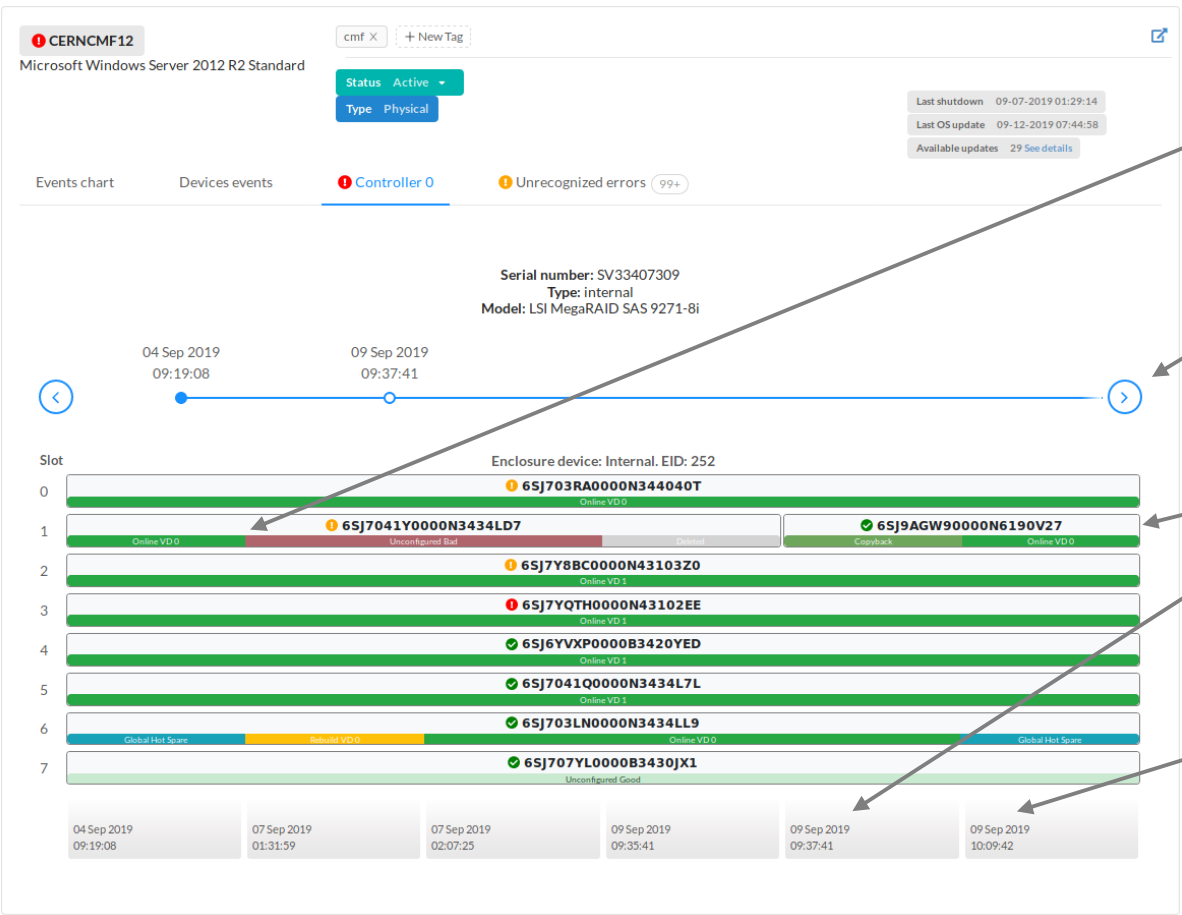 CERNCMF12
cmf × + New Tag
Microsoft Windows Server 2012 R2 Standard
Status Active
Type Physical
Last shutdown 09-07-2019 01:29:14
Last OS update 09-12-2019 07:44:58
Available updates 29 See details
Events chart Devices events Controller 0 Unrecognized errors 99+
Serial number: SV33407309
Type: internal
Model: LSI MegaRAID SAS 9271-8i
04 Sep 2019 09 Sep 2019
09:19:08 09:37:41
Slot Enclosure device: Internal. EID: 252
0 6SJ703RA0000N344040T
Online VD 0
1 6SJ7041Y0000N3434LD7 6SJ9AGW90000N6190V27
Online VD 0 Unconfigured Bad Deleted Copyback Online VD 0
2 6SJ7Y8BC0000N43103Z0
Online VD 1
3 6SJ7YQTH0000N43102EE
Online VD 1
4 6SJ6YVXP0000B3420YED
Online VD 1
5 6SJ7041Q0000N3434L7L
Online VD 1
6 6SJ703LN0000N3434LL9
Global Hot Spare Rebuild VD 0 Online VD 0 Global Hot Spare
7 6SJ707YL0000B3430JX1
Unconfigured Good
04 Sep 2019 07 Sep 2019 07 Sep 2019 09 Sep 2019 09 Sep 2019 09 Sep 2019
09:19:08 01:31:59 02:07:25 09:35:41 09:37:41 10:09:42